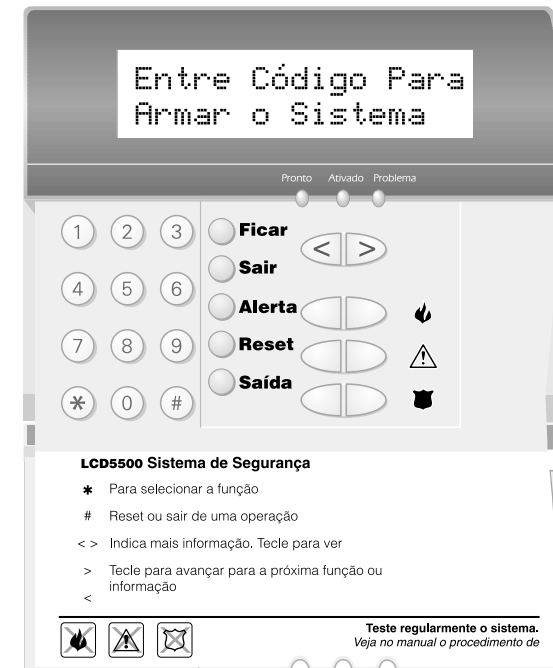 Entre Código Para
Armar o Sistema
Pronto Ativado Problema
1 2 3
4 5 6
7 8 9
* 0 #
Ficar
< >
Sair
Alerta
Reset
Saída
LCD5500 Sistema de Segurança
* Para selecionar a função
# Reset ou sair de uma operação
< > Indica mais informação. Tecle para ver
> Tecle para avançar para a próxima função ou
informação
<
Teste regularmente o sistema.
Veja no manual o procedimento de